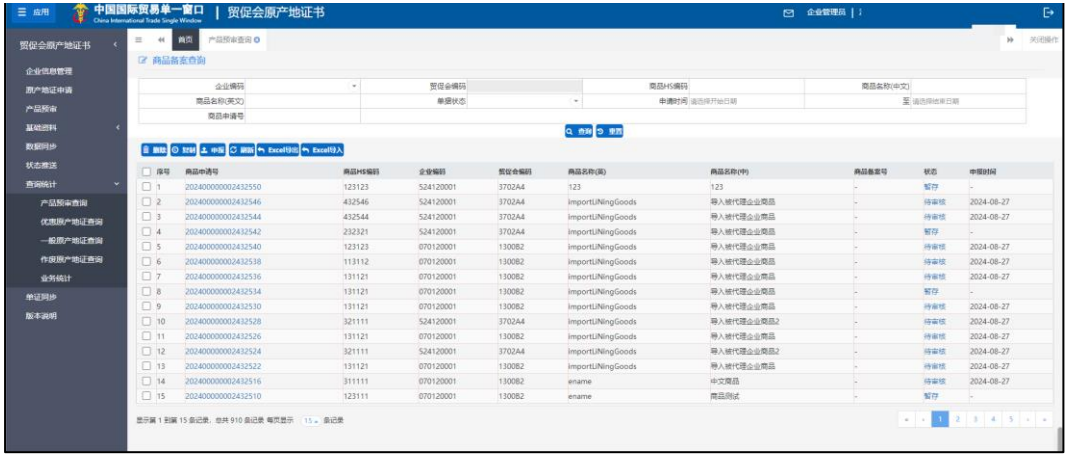 应用 中国国际贸易单一窗口 | 贸促会原产地证书 企业管理员 |
China International Trade Single Window
贸促会原产地证书
企业信息管理
原产地证申请
产品预审
基础资料
数据同步
状态推送
查询统计
产品预审查询
优惠原产地证查询
一般原产地证查询
作废原产地证查询
业务统计
单证同步
版本说明
首页 产品预审查询 关闭操作
商品备案查询
企业编码 贸促会编码 商品HS编码 商品名称(中文)
商品名称(英文) 单据状态 申请时间 请选择开始日期 至 请选择结束日期
商品申请号
查询 重置
删除 复制 申报 刷新 Excel导出 Excel导入
序号 商品申请号 商品HS编码 企业编码 贸促会编码 商品名称(英) 商品名称(中) 商品备案号 状态 申报时间
1 202400000002432550 123123 524120001 3702A4 123 123 - 暂存 -
2 202400000002432546 432546 524120001 3702A4 importLiNingGoods 导入被代理企业商品 - 待审核 2024-08-27
3 202400000002432544 432544 524120001 3702A4 importLiNingGoods 导入被代理企业商品 - 待审核 2024-08-27
4 202400000002432542 232321 524120001 3702A4 importLiNingGoods 导入被代理企业商品 - 暂存 -
5 202400000002432540 123123 070120001 1300B2 importLiNingGoods 导入被代理企业商品 - 待审核 2024-08-27
6 202400000002432538 113112 070120001 1300B2 importLiNingGoods 导入被代理企业商品 - 待审核 2024-08-27
7 202400000002432536 131121 070120001 1300B2 importLiNingGoods 导入被代理企业商品 - 待审核 2024-08-27
8 202400000002432534 131121 070120001 1300B2 importLiNingGoods 导入被代理企业商品 - 暂存 -
9 202400000002432530 131121 070120001 1300B2 importLiNingGoods 导入被代理企业商品 - 待审核 2024-08-27
10 202400000002432528 321111 524120001 3702A4 importLiNingGoods 导入被代理企业商品2 - 待审核 2024-08-27
11 202400000002432526 131121 070120001 1300B2 importLiNingGoods 导入被代理企业商品 - 待审核 2024-08-27
12 202400000002432524 321111 524120001 3702A4 importLiNingGoods 导入被代理企业商品2 - 待审核 2024-08-27
13 202400000002432522 131121 070120001 1300B2 importLiNingGoods 导入被代理企业商品 - 待审核 2024-08-27
14 202400000002432516 311111 070120001 1300B2 ename 中文商品 - 待审核 2024-08-27
15 202400000002432510 123111 070120001 1300B2 ename 商品测试 - 暂存 -
显示第 1 到第 15 条记录，总共 910 条记录 每页显示 15 条记录
« ‹ 1 2 3 4 5 › »